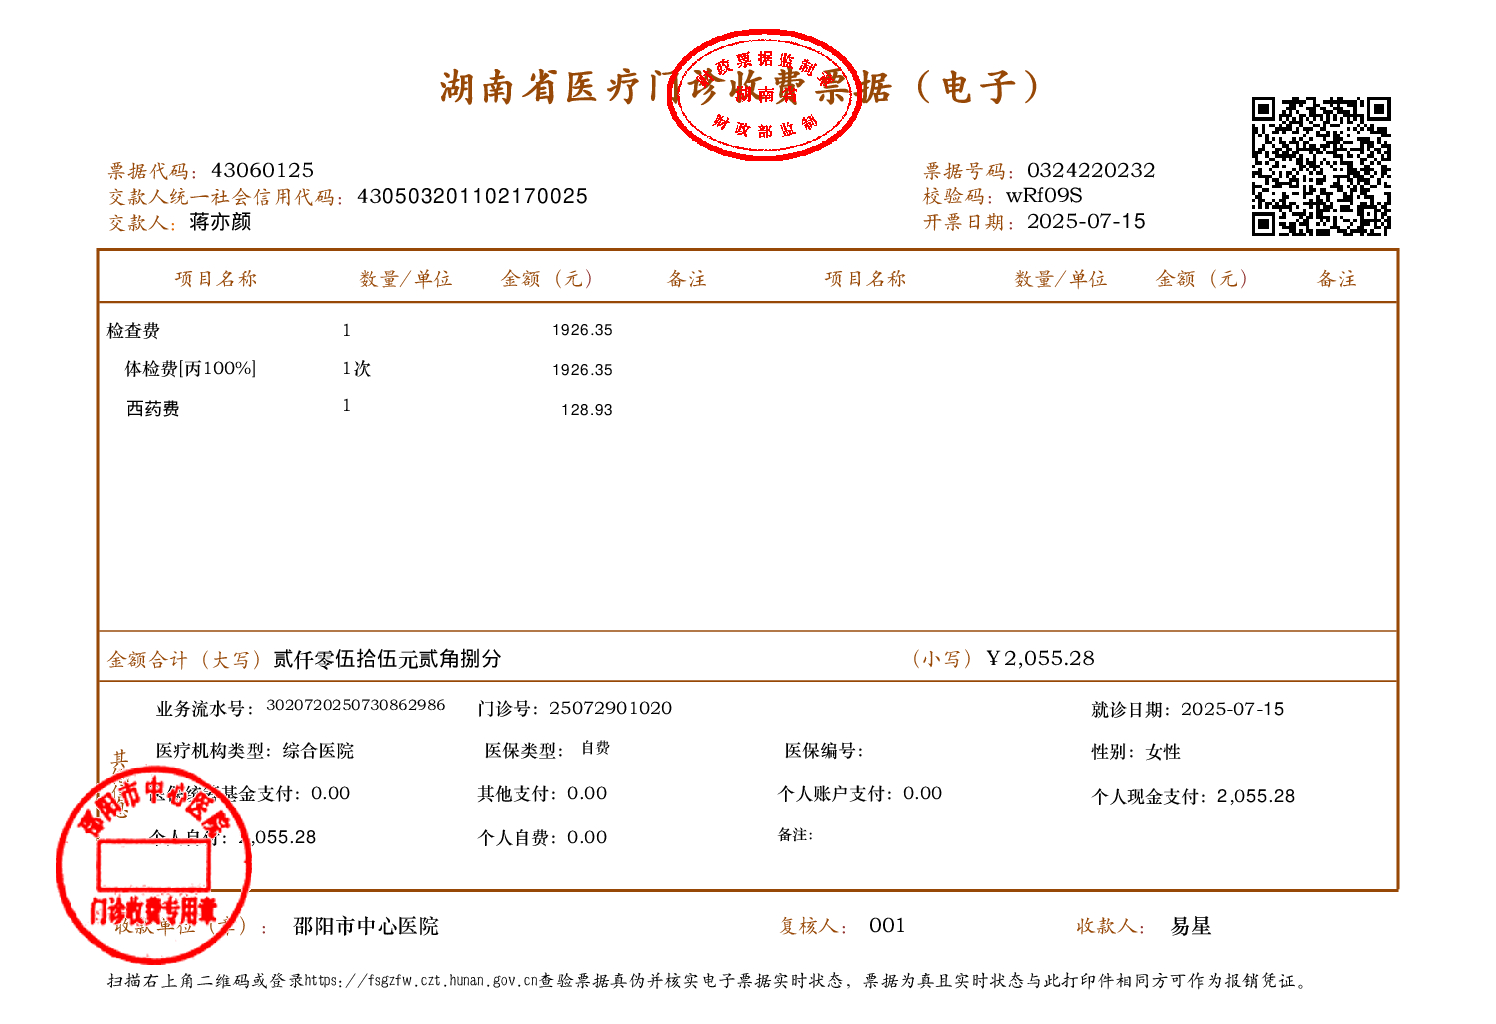 湖南省医疗门诊收费票据（电子）
财政票据监制章
湖南省
财政部监制
票据代码：43060125
票据号码：0324220232
交款人统一社会信用代码：430503201102170025
校验码：wRf09S
交款人：蒋亦颜
开票日期：2025-07-15
项目名称 数量/单位 金额（元） 备注 项目名称 数量/单位 金额（元） 备注
检查费 1 1926.35
体检费[丙100%] 1次 1926.35
西药费 1 128.93
金额合计（大写）贰仟零伍拾伍元贰角捌分 （小写）￥2,055.28
业务流水号：3020720250730862986 门诊号：25072901020 就诊日期：2025-07-15
其他信息
医疗机构类型：综合医院 医保类型：自费 医保编号： 性别：女性
医保统筹基金支付：0.00 其他支付：0.00 个人账户支付：0.00 个人现金支付：2,055.28
个人自付：2,055.28 个人自费：0.00 备注：
邵阳市中心医院
门诊收费专用章
收款单位（章）：邵阳市中心医院 复核人：001 收款人：易星
扫描右上角二维码或登录https://fsgzfw.czt.hunan.gov.cn查验票据真伪并核实电子票据实时状态，票据为真且实时状态与此打印件相同方可作为报销凭证。